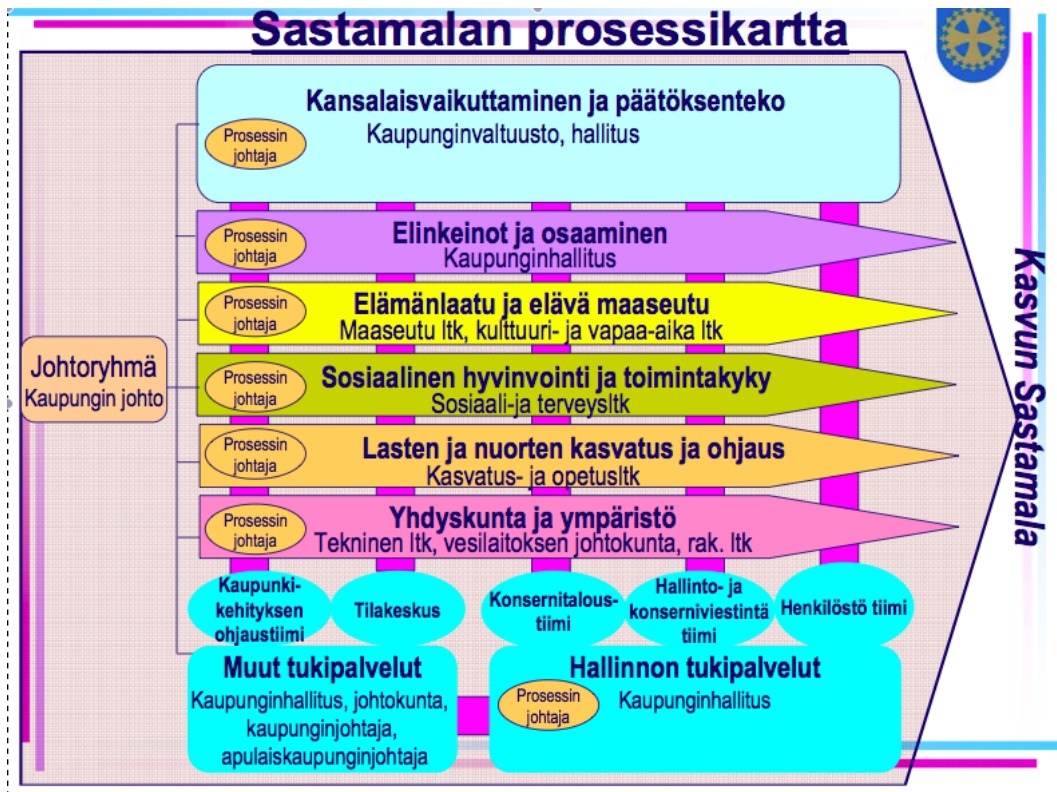 Sastamalan prosessikartta
Kansalaisvaikuttaminen ja päätöksenteko
Kaupunginvaltuusto, hallitus
Prosessin
johtaja
Elinkeinot ja osaaminen
Kaupunginhallitus
Prosessin
johtaja
Elämänlaatu ja elävä maaseutu
Maaseutu ltk, kulttuuri- ja vapaa-aika ltk
Prosessin
johtaja
Johtoryhmä
Kaupungin johto
Sosiaalinen hyvinvointi ja toimintakyky
Sosiaali-ja terveysltk
Prosessin
johtaja
Lasten ja nuorten kasvatus ja ohjaus
Kasvatus- ja opetusltk
Prosessin
johtaja
Yhdyskunta ja ympäristö
Tekninen ltk, vesilaitoksen johtokunta, rak. ltk
Prosessin
johtaja
Kasvun Sastamala
Kaupunki-
kehityksen
ohjaustiimi
Tilakeskus
Konsernitalous-
tiimi
Hallinto- ja
konserniviestintä
tiimi
Henkilöstö tiimi
Muut tukipalvelut
Kaupunginhallitus, johtokunta,
kaupunginjohtaja,
apulaiskaupunginjohtaja
Hallinnon tukipalvelut
Kaupunginhallitus
Prosessin
johtaja